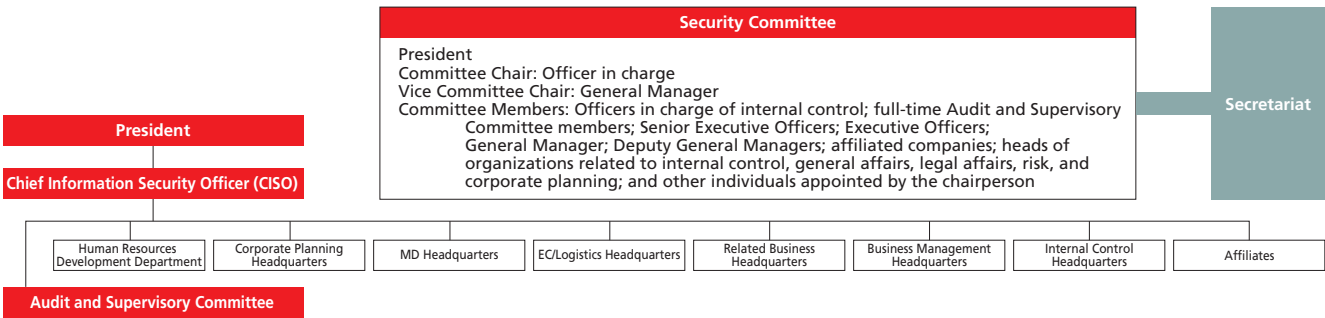 Security Committee
President
Committee Chair: Officer in charge
Vice Committee Chair: General Manager
Committee Members: Officers in charge of internal control; full-time Audit and Supervisory
Committee members; Senior Executive Officers; Executive Officers;
General Manager; Deputy General Managers; affiliated companies; heads of
organizations related to internal control, general affairs, legal affairs, risk, and
corporate planning; and other individuals appointed by the chairperson
Secretariat
President
Chief Information Security Officer (CISO)
Human Resources
Development Department
Corporate Planning
Headquarters
MD Headquarters
EC/Logistics Headquarters
Related Business
Headquarters
Business Management
Headquarters
Internal Control
Headquarters
Affiliates
Audit and Supervisory Committee